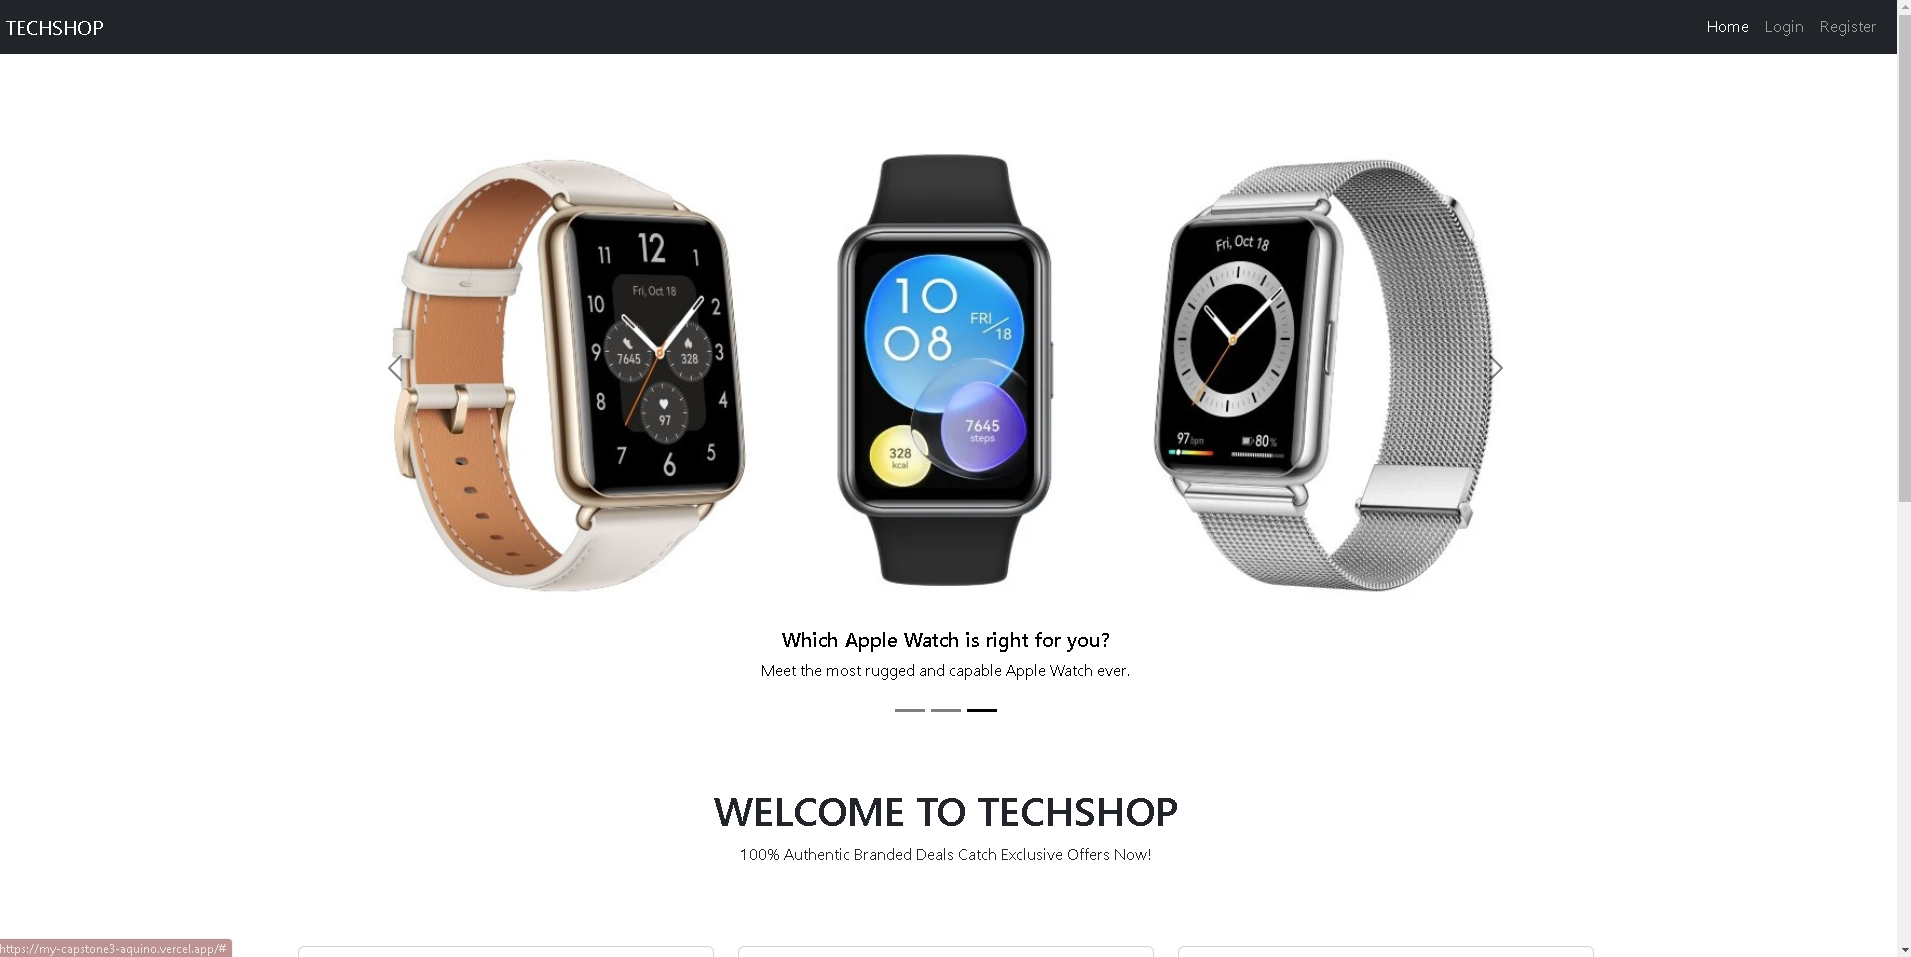 TECHSHOP
Home Login Register
12
11 1
Fri, Oct 18
10 2
9 7645 328 3
8 97 4
7 6 5
10
08
FRI
18
7645
steps
328
kcal
Fri, Oct 18
97 bpm 80%
Which Apple Watch is right for you?
Meet the most rugged and capable Apple Watch ever.
WELCOME TO TECHSHOP
100% Authentic Branded Deals Catch Exclusive Offers Now!
https://my-capstone3-aquino.vercel.app/#